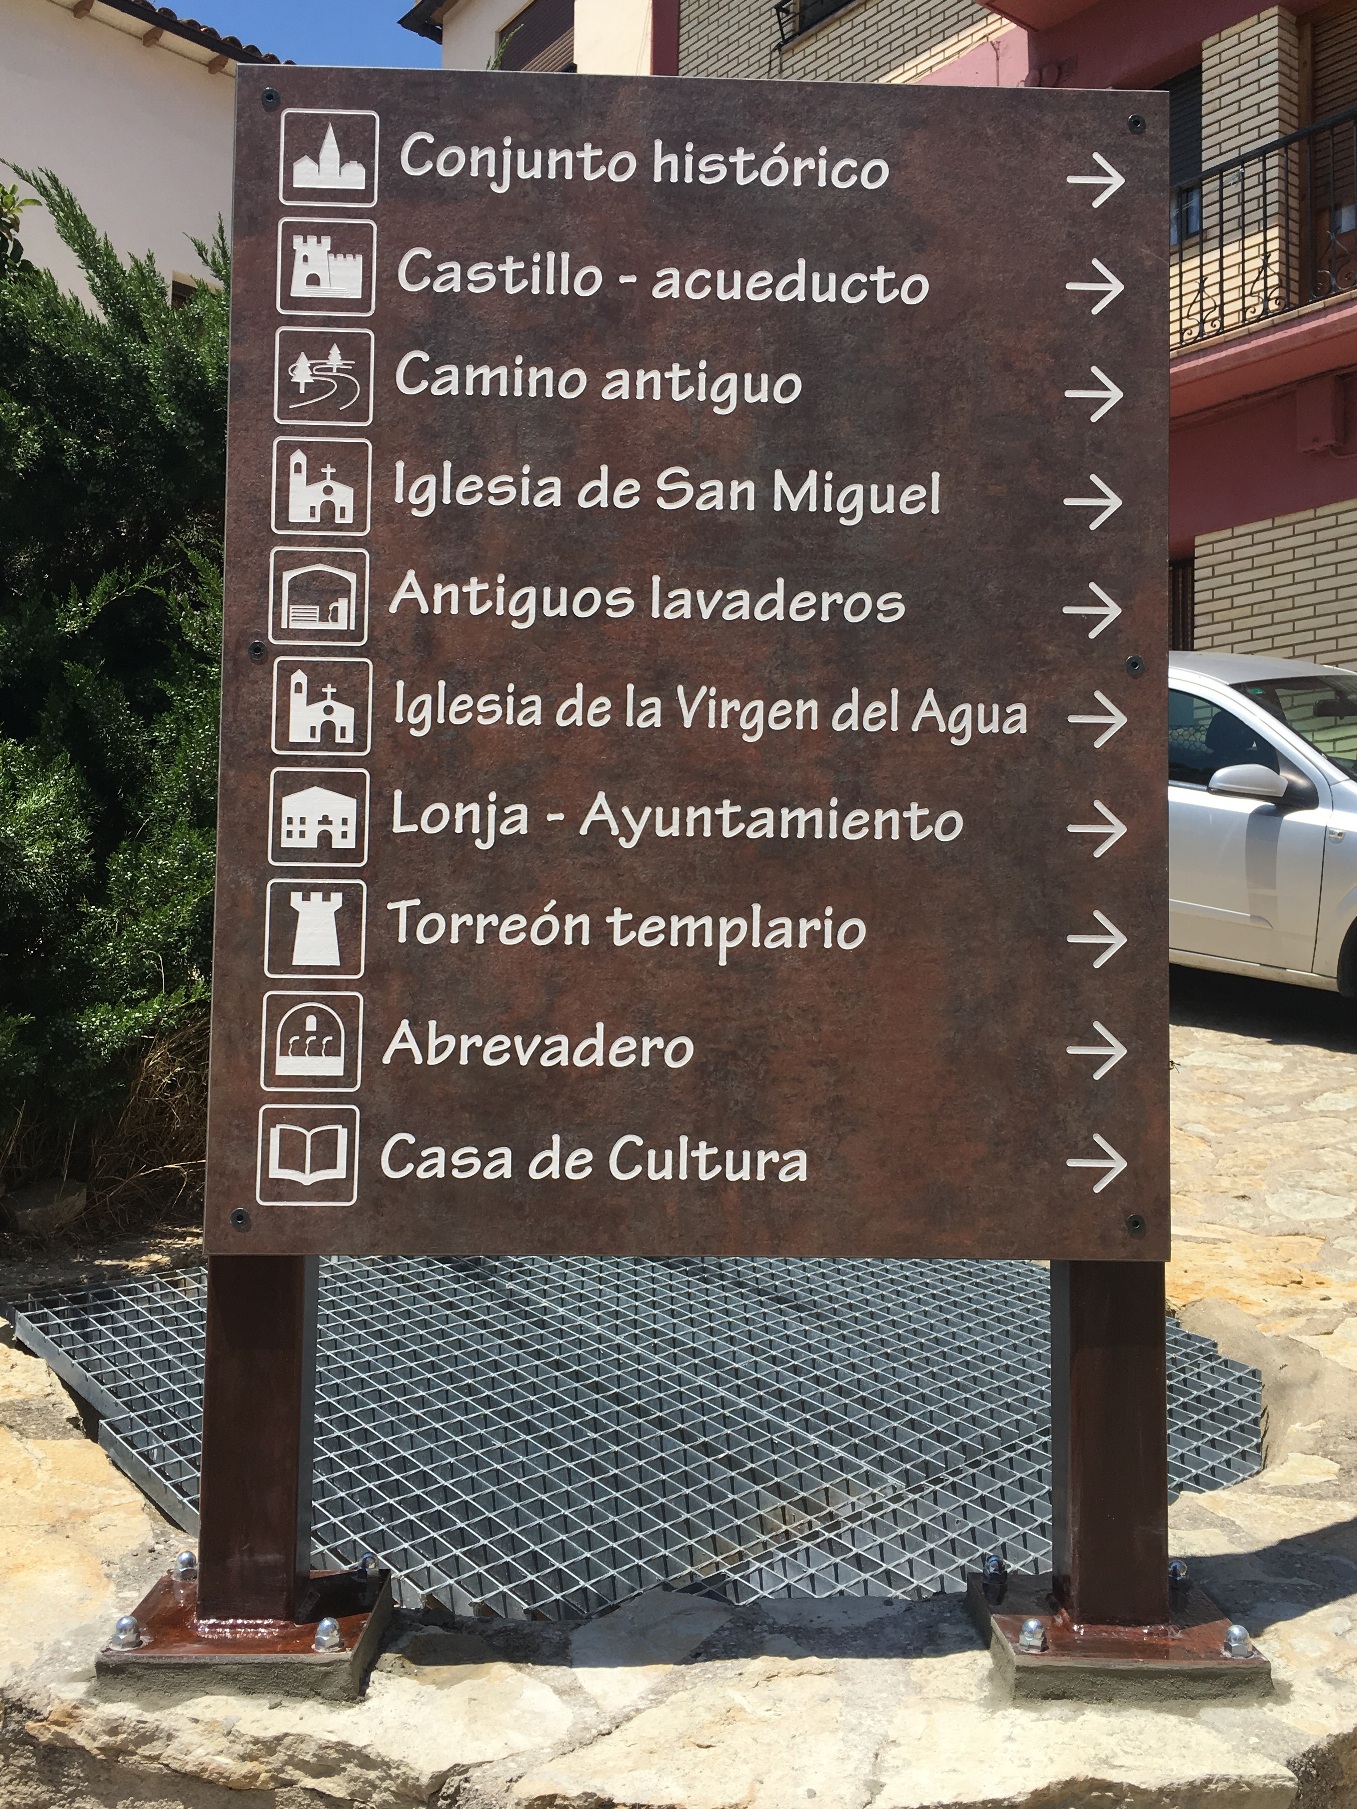 Conjunto histórico
Castillo - acueducto
Camino antiguo
Iglesia de San Miguel
Antiguos lavaderos
Iglesia de la Virgen del Agua
Lonja - Ayuntamiento
Torreón templario
Abrevadero
Casa de Cultura